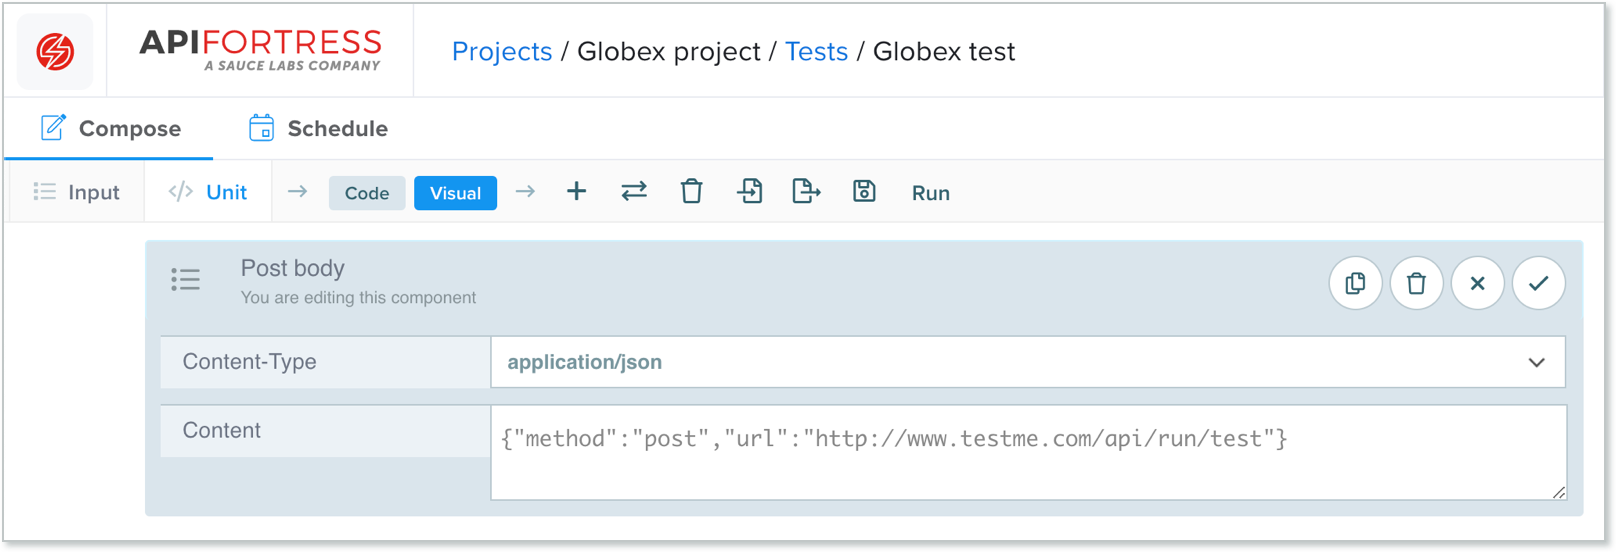 APIFORTRESS
A SAUCE LABS COMPANY
Projects / Globex project / Tests / Globex test
Compose Schedule
Input </> Unit Code Visual Run
Post body
You are editing this component
Content-Type application/json
Content {"method":"post","url":"http://www.testme.com/api/run/test"}